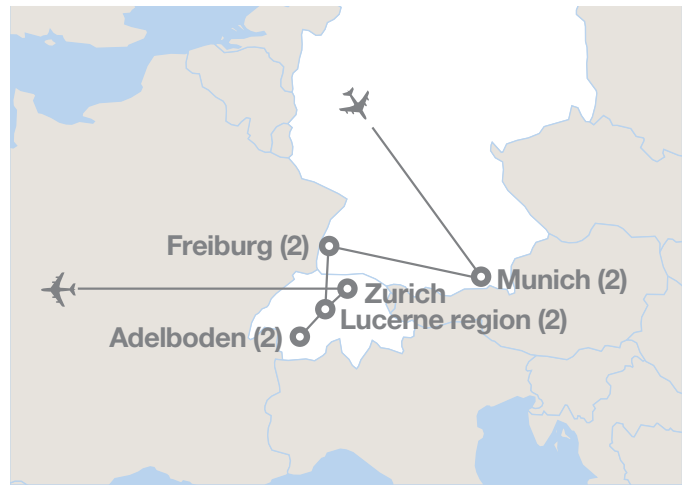 Freiburg (2)
Munich (2)
Zurich
Lucerne region (2)
Adelboden (2)